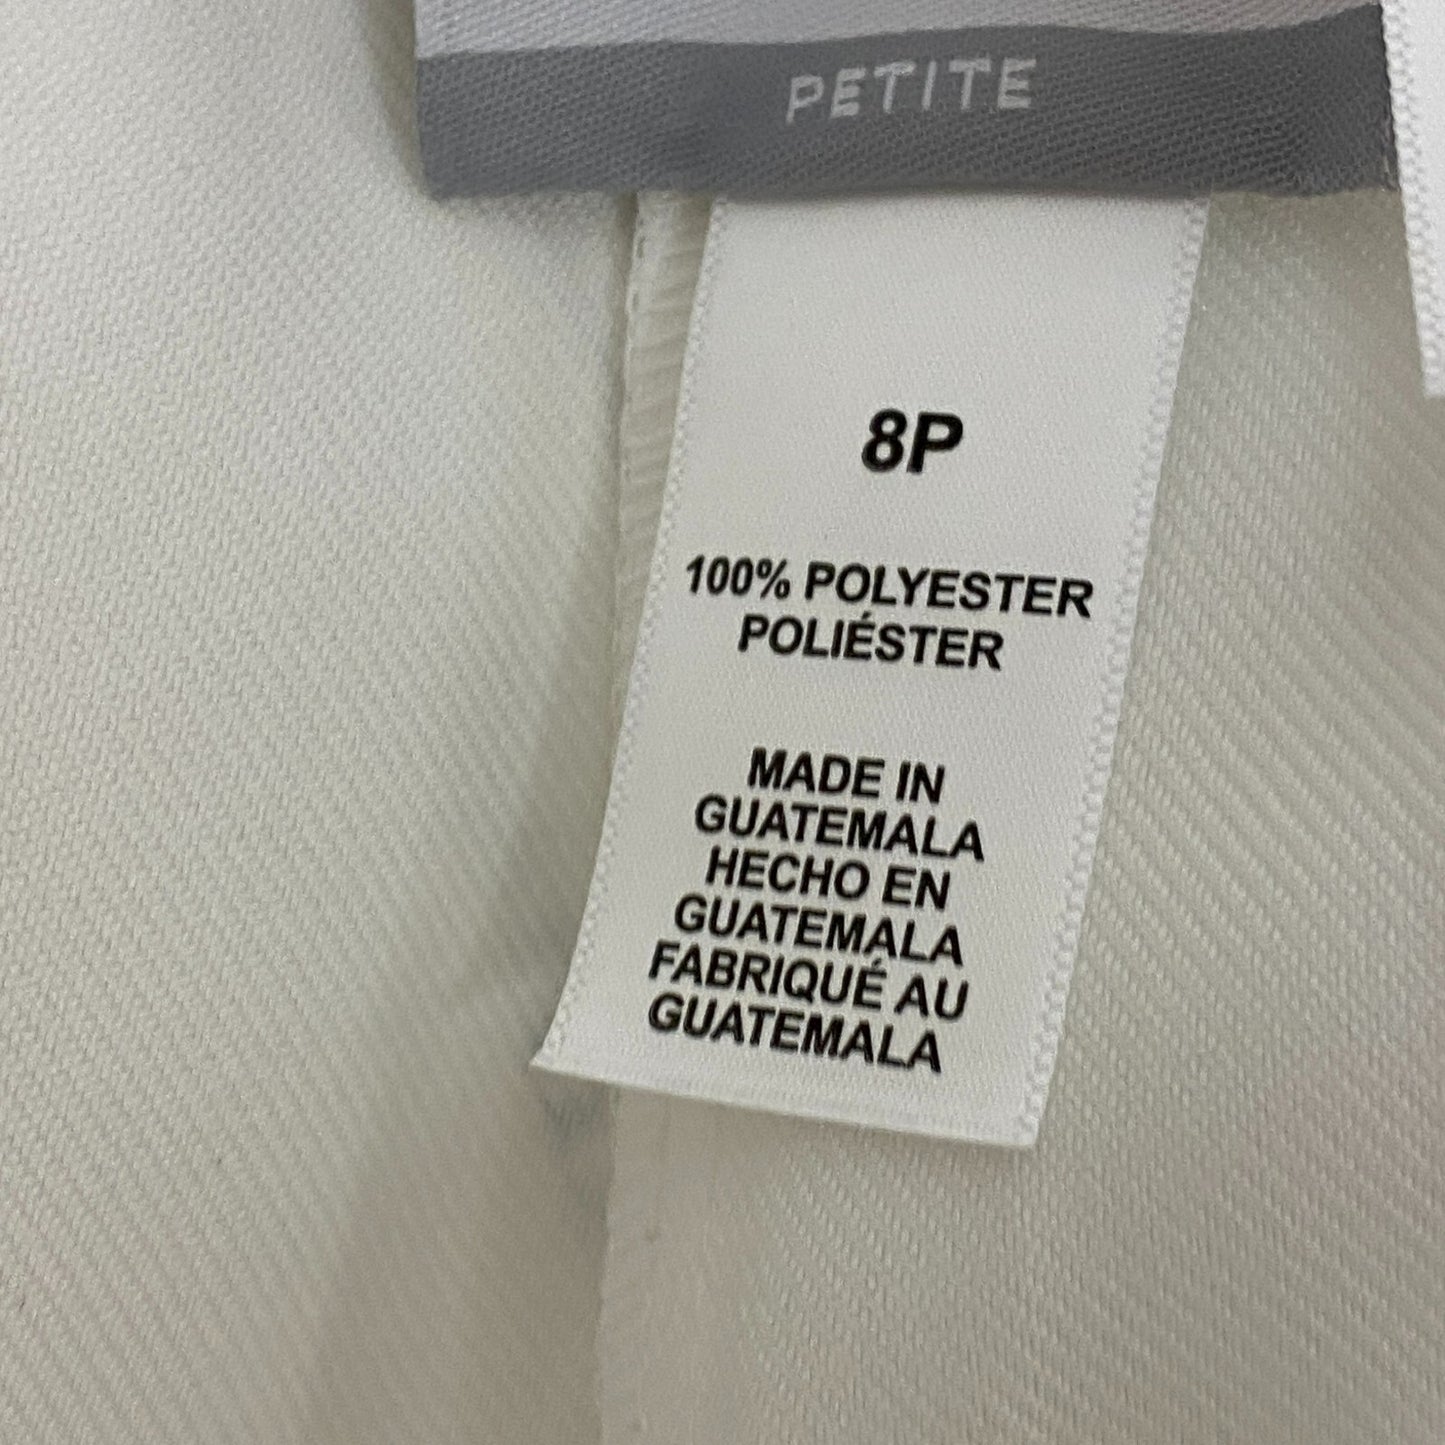 PETITE
8P
100% POLYESTER
POLIÉSTER
MADE IN
GUATEMALA
HECHO EN
GUATEMALA
FABRIQUÉ AU
GUATEMALA